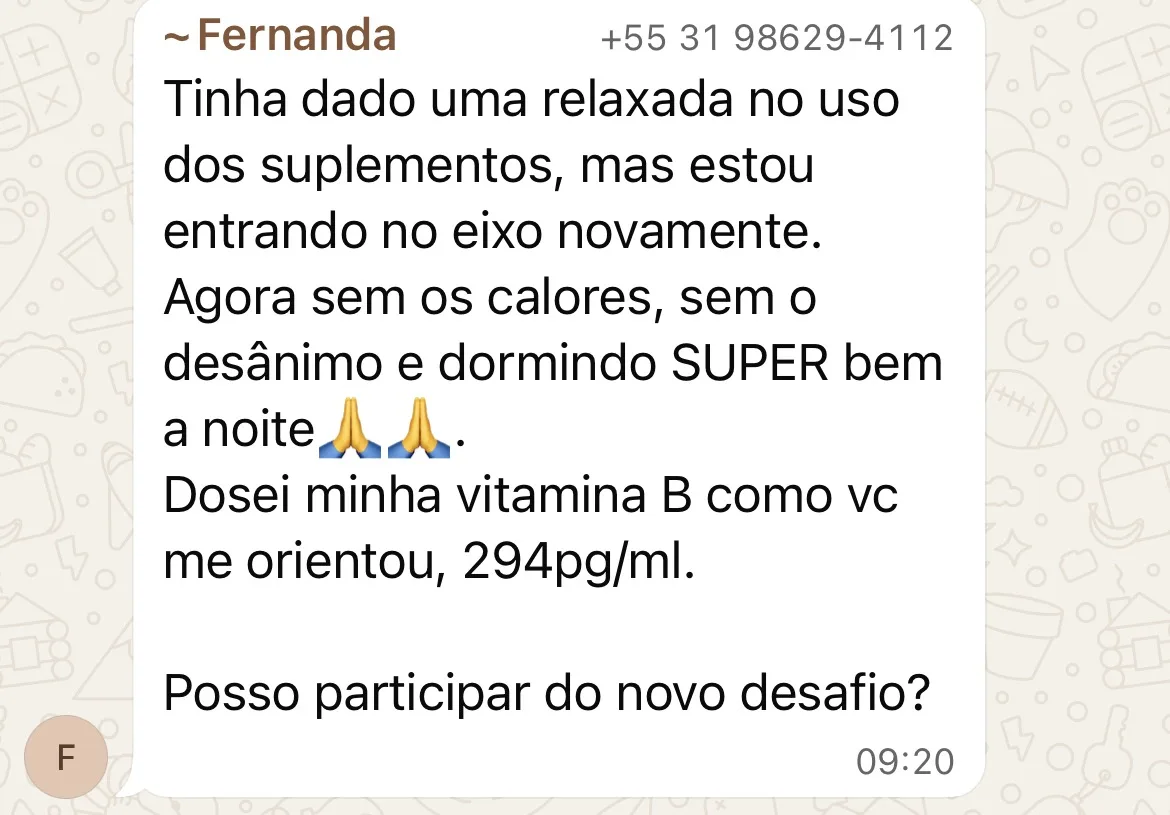 ~Fernanda +55 31 98629-4112
Tinha dado uma relaxada no uso
dos suplementos, mas estou
entrando no eixo novamente.
Agora sem os calores, sem o
desânimo e dormindo SUPER bem
a noite🙏🙏.
Dosei minha vitamina B como vc
me orientou, 294pg/ml.
Posso participar do novo desafio?
F 09:20